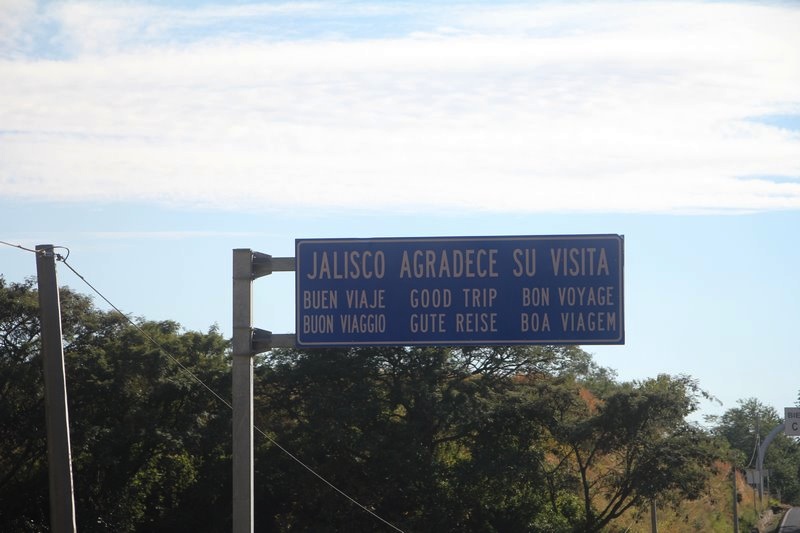 JALISCO AGRADECE SU VISITA
BUEN VIAJE GOOD TRIP BON VOYAGE
BUON VIAGGIO GUTE REISE BOA VIAGEM